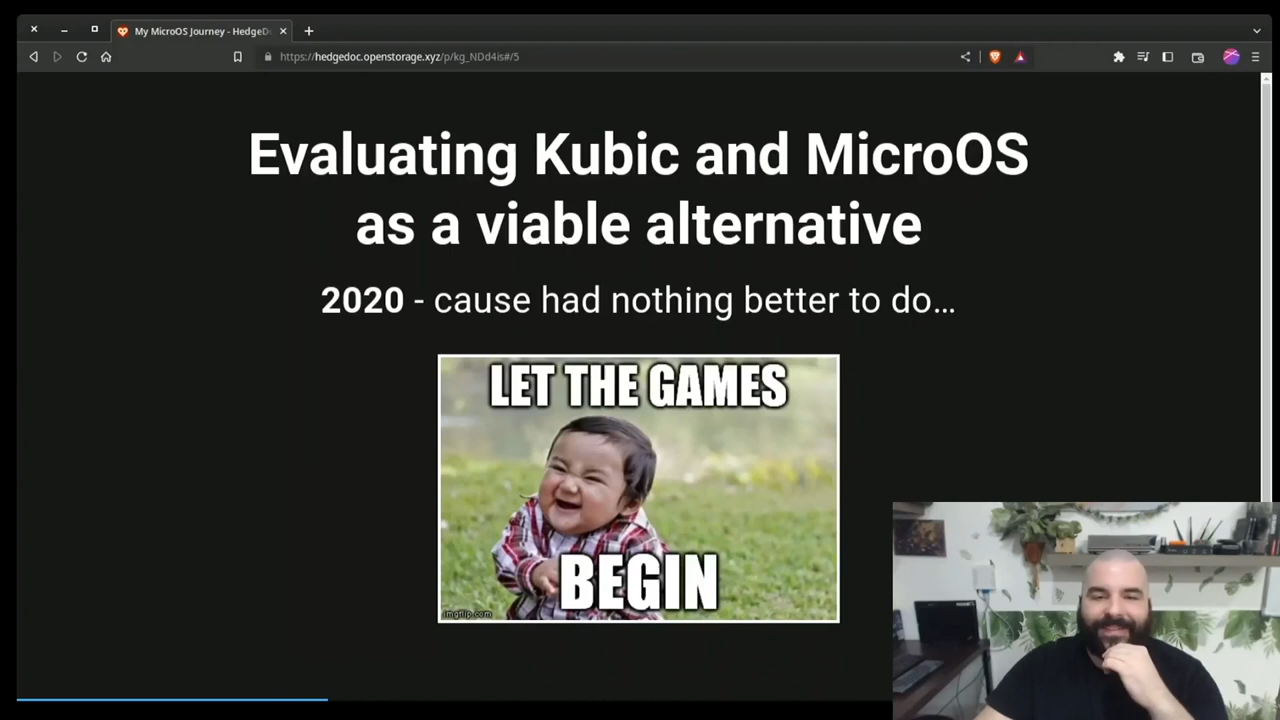 My MicroOS Journey - HedgeD
https://hedgedoc.openstorage.xyz/p/kg_NDd4is#/5
Evaluating Kubic and MicroOS
as a viable alternative
2020 - cause had nothing better to do…
LET THE GAMES
BEGIN
imgflip.com